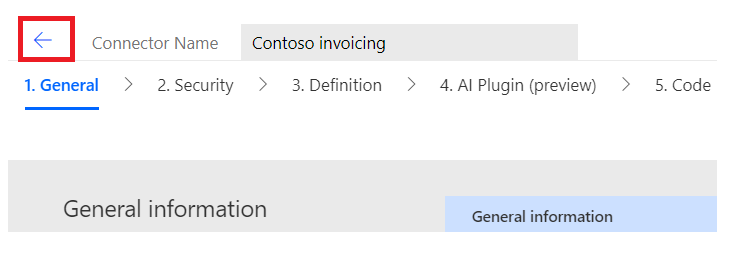 Connector Name Contoso invoicing
1. General 2. Security 3. Definition 4. AI Plugin (preview) 5. Code
General information
General information